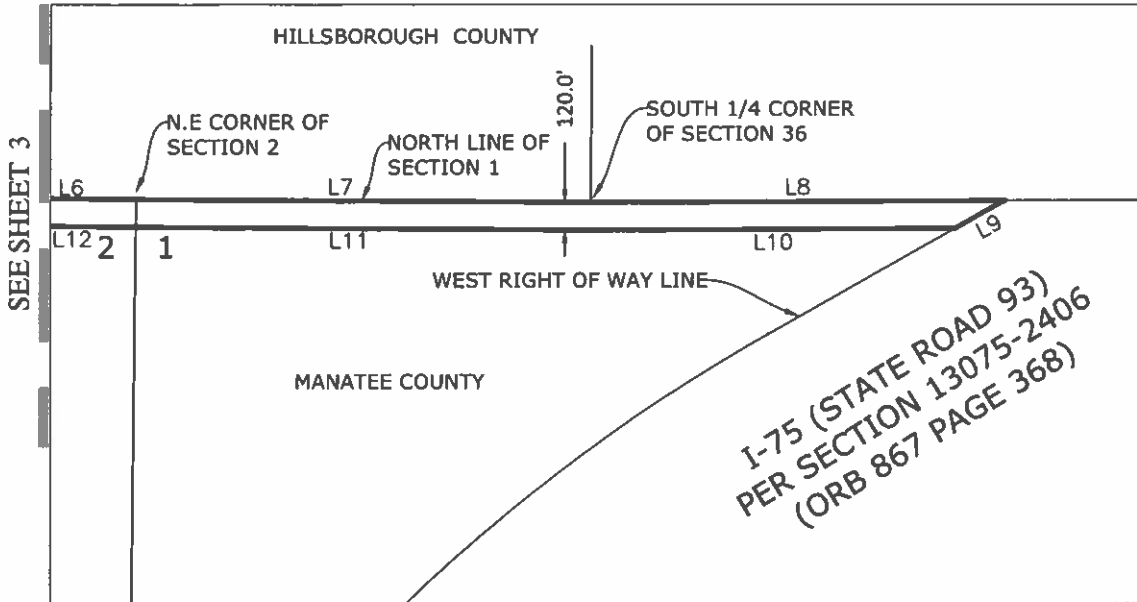 HILLSBOROUGH COUNTY
120.0'
N.E CORNER OF
SECTION 2
NORTH LINE OF
SECTION 1
SOUTH 1/4 CORNER
OF SECTION 36
SEE SHEET 3
L6
L7
L8
L12
2
1
L11
L10
L9
WEST RIGHT OF WAY LINE
MANATEE COUNTY
I-75 (STATE ROAD 93)
PER SECTION 13075-2406
(ORB 867 PAGE 368)